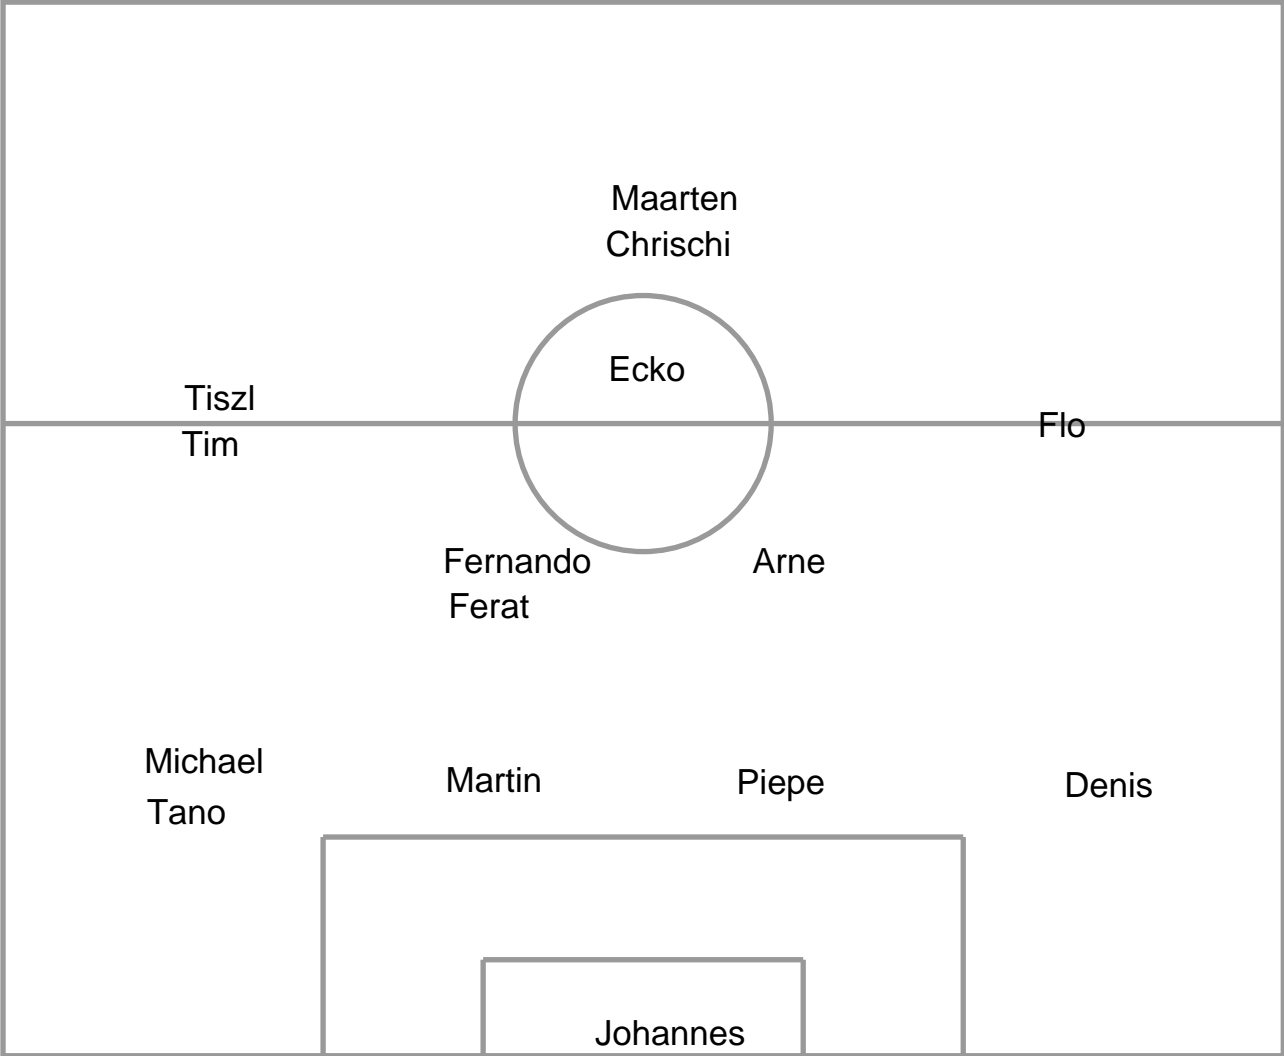 Maarten
Chrischi
Ecko
Tiszl
Tim
Flo
Fernando
Ferat
Arne
Michael
Tano
Martin
Piepe
Denis
Johannes